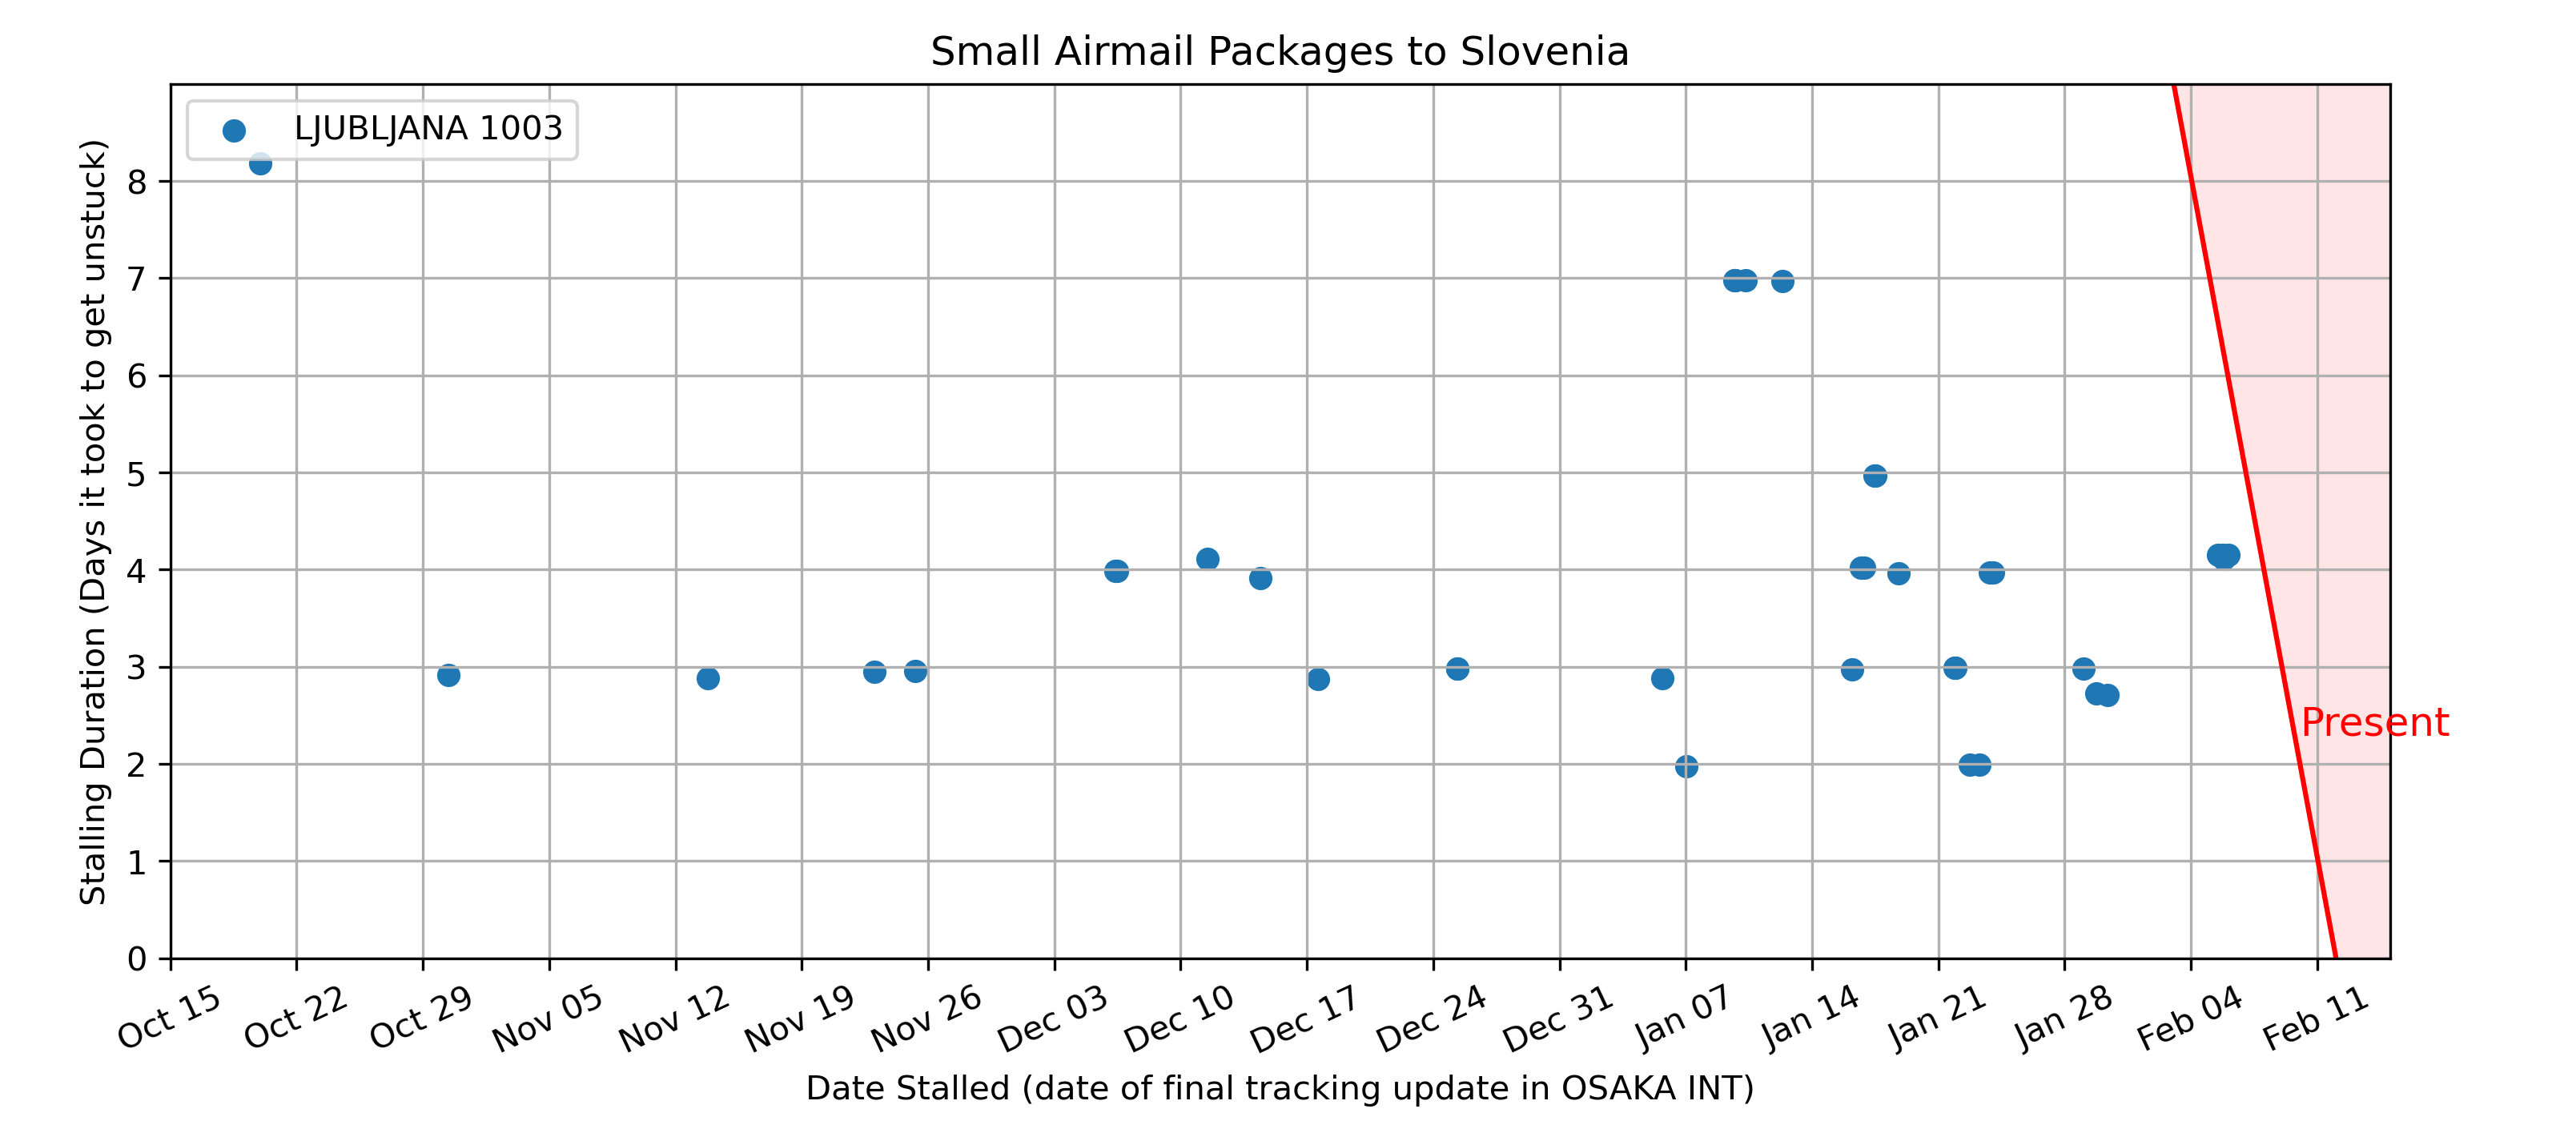 Small Airmail Packages to Slovenia
LJUBLJANA 1003
Stalling Duration (Days it took to get unstuck)
8
7
6
5
4
3
2
1
0
Present
Oct 15 Oct 22 Oct 29 Nov 05 Nov 12 Nov 19 Nov 26 Dec 03 Dec 10 Dec 17 Dec 24 Dec 31 Jan 07 Jan 14 Jan 21 Jan 28 Feb 04 Feb 11
Date Stalled (date of final tracking update in OSAKA INT)